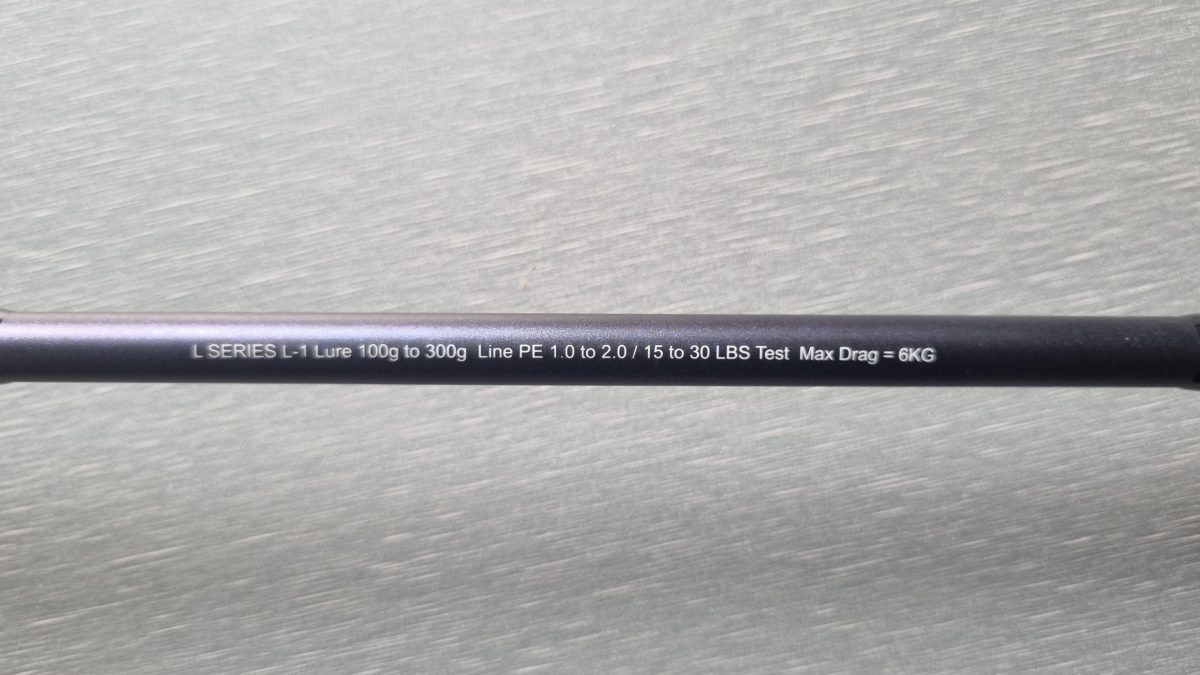 L SERIES L-1 Lure 100g to 300g Line PE 1.0 to 2.0 / 15 to 30 LBS Test Max Drag = 6KG